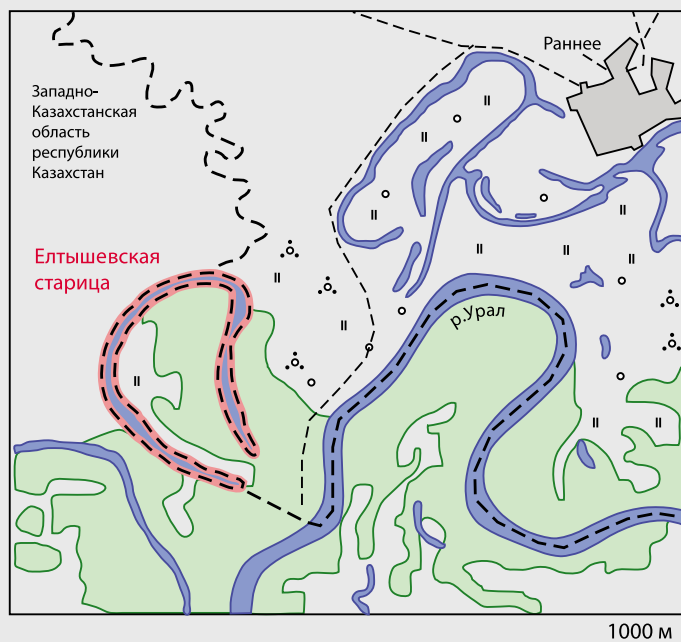 Раннее
Западно-
Казахстанская
область
республики
Казахстан
Елтышевская
старица
р.Урал
1000 м